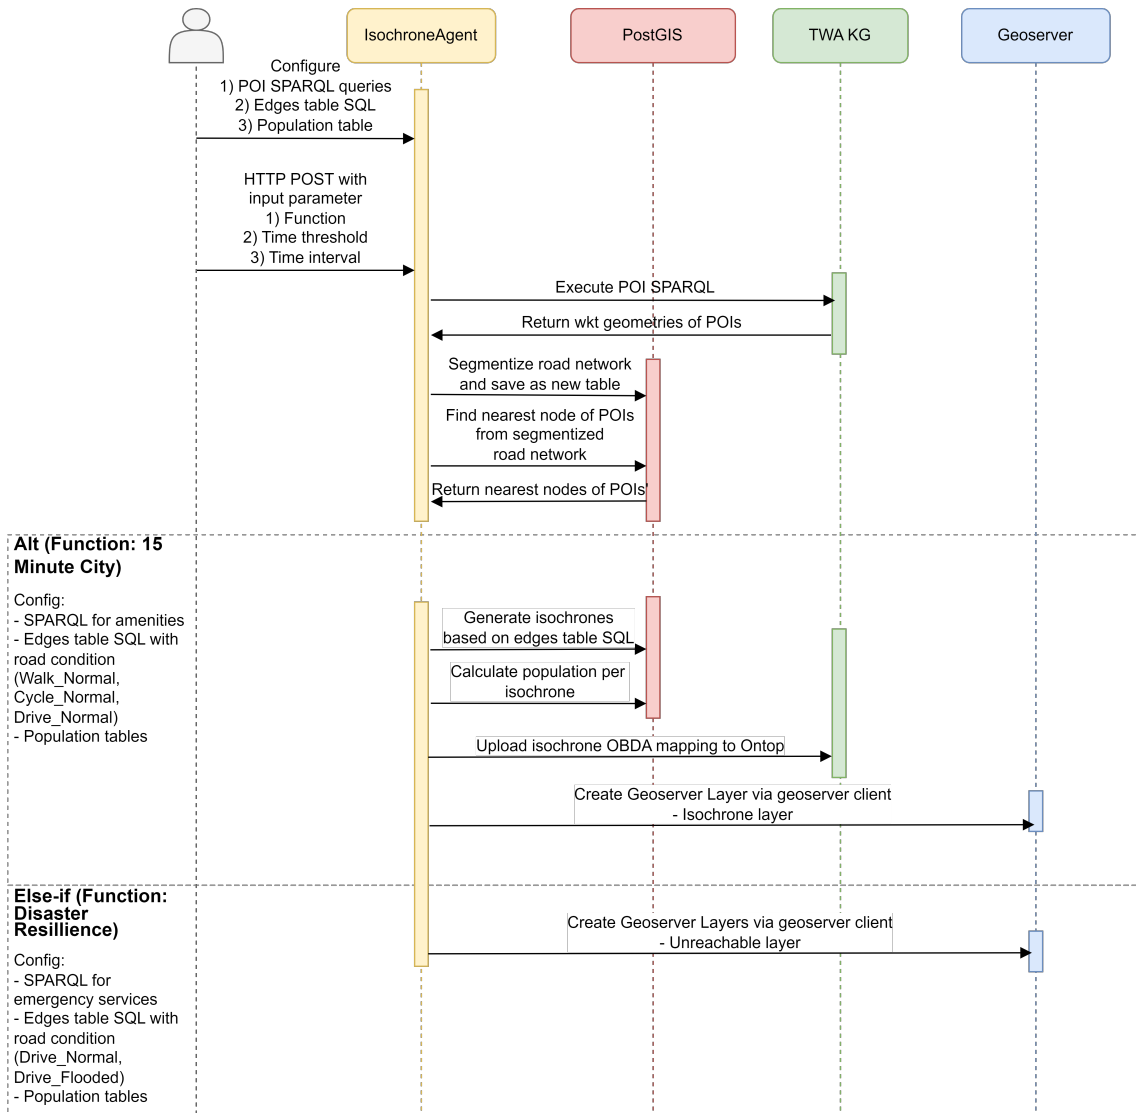 IsochroneAgent
PostGIS
TWA KG
Geoserver
Configure
1) POI SPARQL queries
2) Edges table SQL
3) Population table
HTTP POST with
input parameter
1) Function
2) Time threshold
3) Time interval
Execute POI SPARQL
Return wkt geometries of POIs
Segmentize road network
and save as new table
Find nearest node of POIs
from segmentized
road network
Return nearest nodes of POIs'
Alt (Function: 15
Minute City)
Config:
- SPARQL for amenities
- Edges table SQL with
road condition
(Walk_Normal,
Cycle_Normal,
Drive_Normal)
- Population tables
Generate isochrones
based on edges table SQL
Calculate population per
isochrone
Upload isochrone OBDA mapping to Ontop
Create Geoserver Layer via geoserver client
- Isochrone layer
Else-if (Function:
Disaster
Resillience)
Config:
- SPARQL for
emergency services
- Edges table SQL with
road condition
(Drive_Normal,
Drive_Flooded)
- Population tables
Create Geoserver Layers via geoserver client
- Unreachable layer